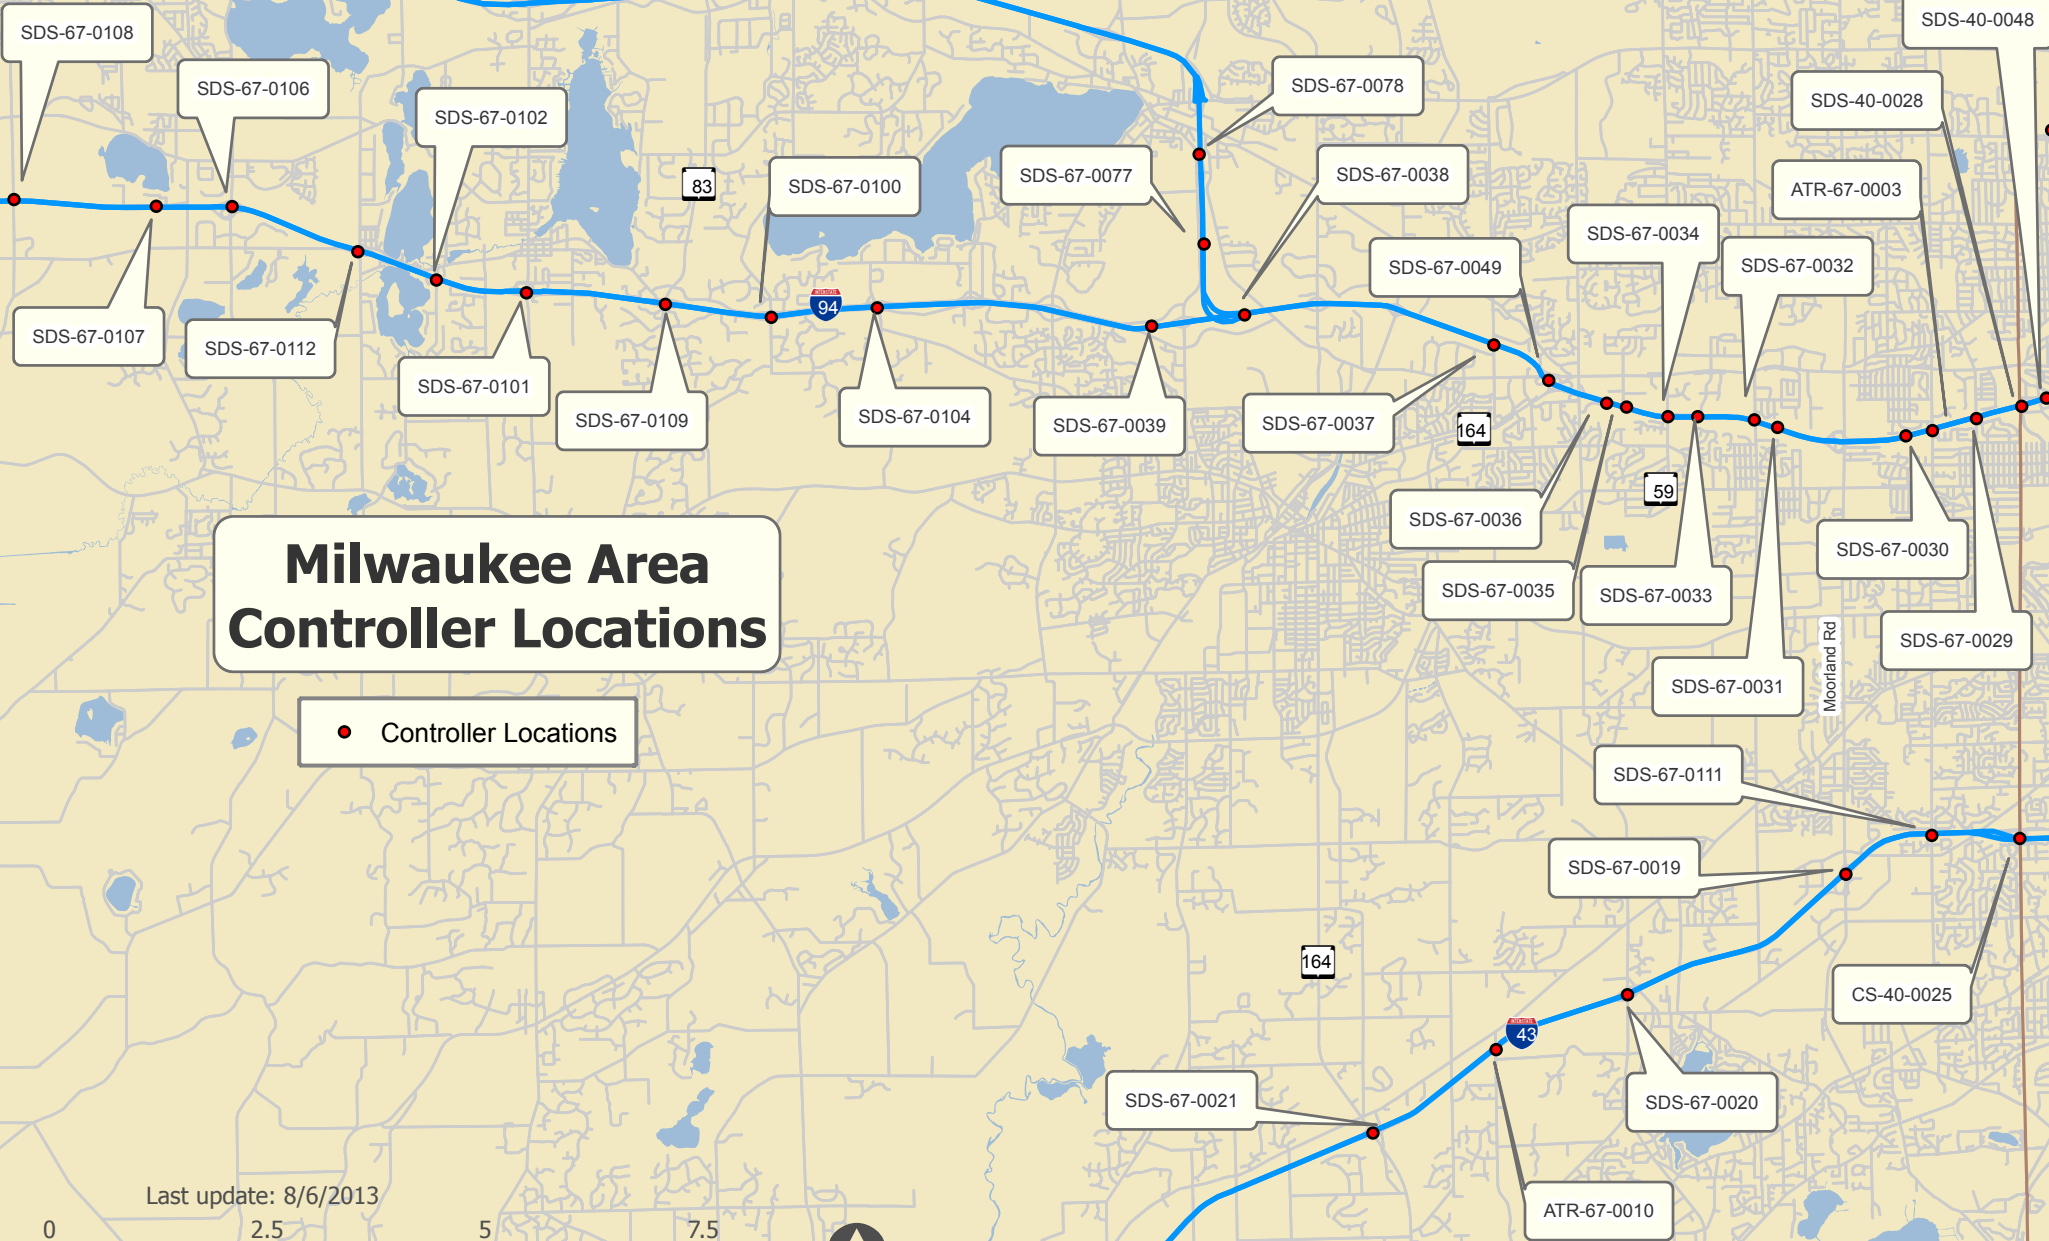 SDS-40-0048
SDS-67-0108
SDS-67-0106
SDS-67-0078
SDS-40-0028
SDS-67-0102
SDS-67-0077
SDS-67-0038
SDS-67-0100
ATR-67-0003
83
SDS-67-0034
SDS-67-0049
SDS-67-0032
INTERSTATE
94
SDS-67-0107
SDS-67-0112
SDS-67-0101
SDS-67-0109
SDS-67-0104
SDS-67-0039
SDS-67-0037
164
59
SDS-67-0036
SDS-67-0030
SDS-67-0035
SDS-67-0033
SDS-67-0029
SDS-67-0031
Moorland Rd
Milwaukee Area
Controller Locations
Controller Locations
SDS-67-0111
SDS-67-0019
164
CS-40-0025
INTERSTATE
43
SDS-67-0021
SDS-67-0020
ATR-67-0010
Last update: 8/6/2013
0 2.5 5 7.5